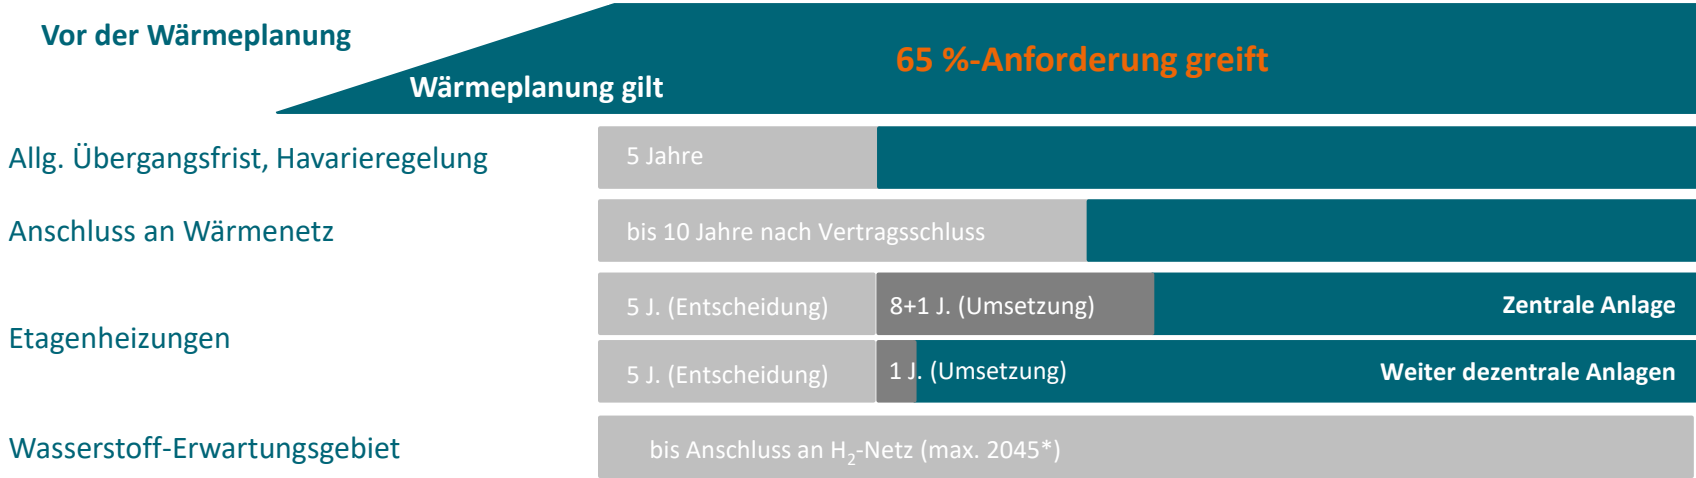 Vor der Wärmeplanung
65 %-Anforderung greift
Wärmeplanung gilt
Allg. Übergangsfrist, Havarieregelung
5 Jahre
Anschluss an Wärmenetz
bis 10 Jahre nach Vertragsschluss
Etagenheizungen
5 J. (Entscheidung)
8+1 J. (Umsetzung)
Zentrale Anlage
5 J. (Entscheidung)
1 J. (Umsetzung)
Weiter dezentrale Anlagen
Wasserstoff-Erwartungsgebiet
bis Anschluss an H₂-Netz (max. 2045*)